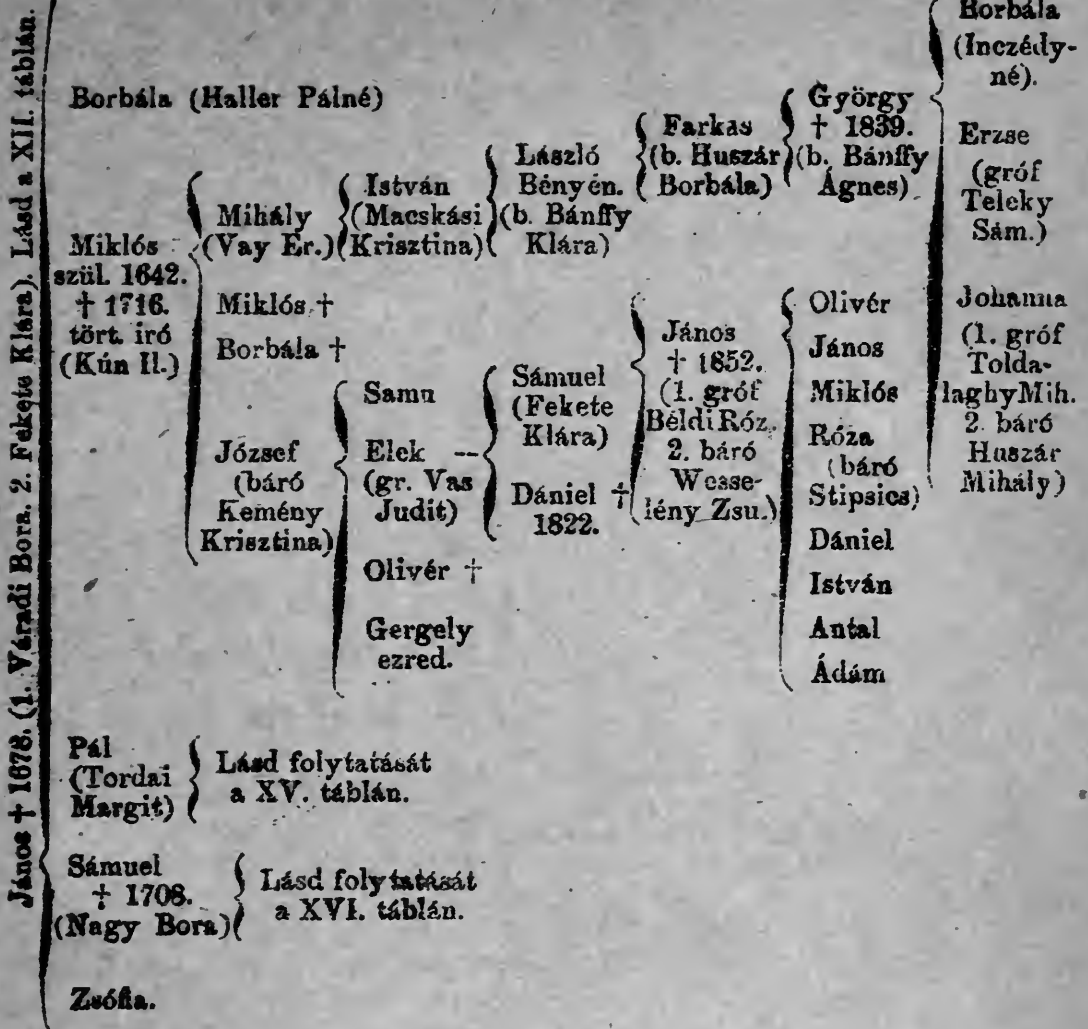 János † 1678. (1. Váradi Bora. 2. Fekete Klára). Lásd a XII. táblán.
Borbála (Haller Pálné)
Miklós
szül. 1642.
† 1716.
tört. iró
(Kún Il.)
Mihály
(Vay Er.)
István
(Macskási
Krisztina)
László
Bényén.
(b. Bánffy
Klára)
Farkas
(b. Huszár
Borbála)
György
† 1839.
(b. Bánffy
Ágnes)
Borbála
(Inczédy-
né).
Erzse
(gróf
Teleky
Sám.)
Johanna
(1. gróf
Tolda-
laghy Mih.
2. báró
Huszár
Mihály)
Miklós †
Borbála †
József
(báró
Kemény
Krisztina)
Samu
Elek —
(gr. Vas
Judit)
Olivér †
Gergely
ezred.
Sámuel
(Fekete
Klára)
Dániel †
1822.
János
† 1852.
(1. gróf
Béldi Róz.
2. báró
Wesse-
lény Zsu.)
Olivér
János
Miklós
Róza
(báró
Stipsics)
Dániel
István
Antal
Ádám
Pál
(Tordai
Margit)
Lásd folytatását
a XV. táblán.
Sámuel
† 1708.
(Nagy Bora)
Lásd folytatását
a XVI. táblán.
Zsófia.